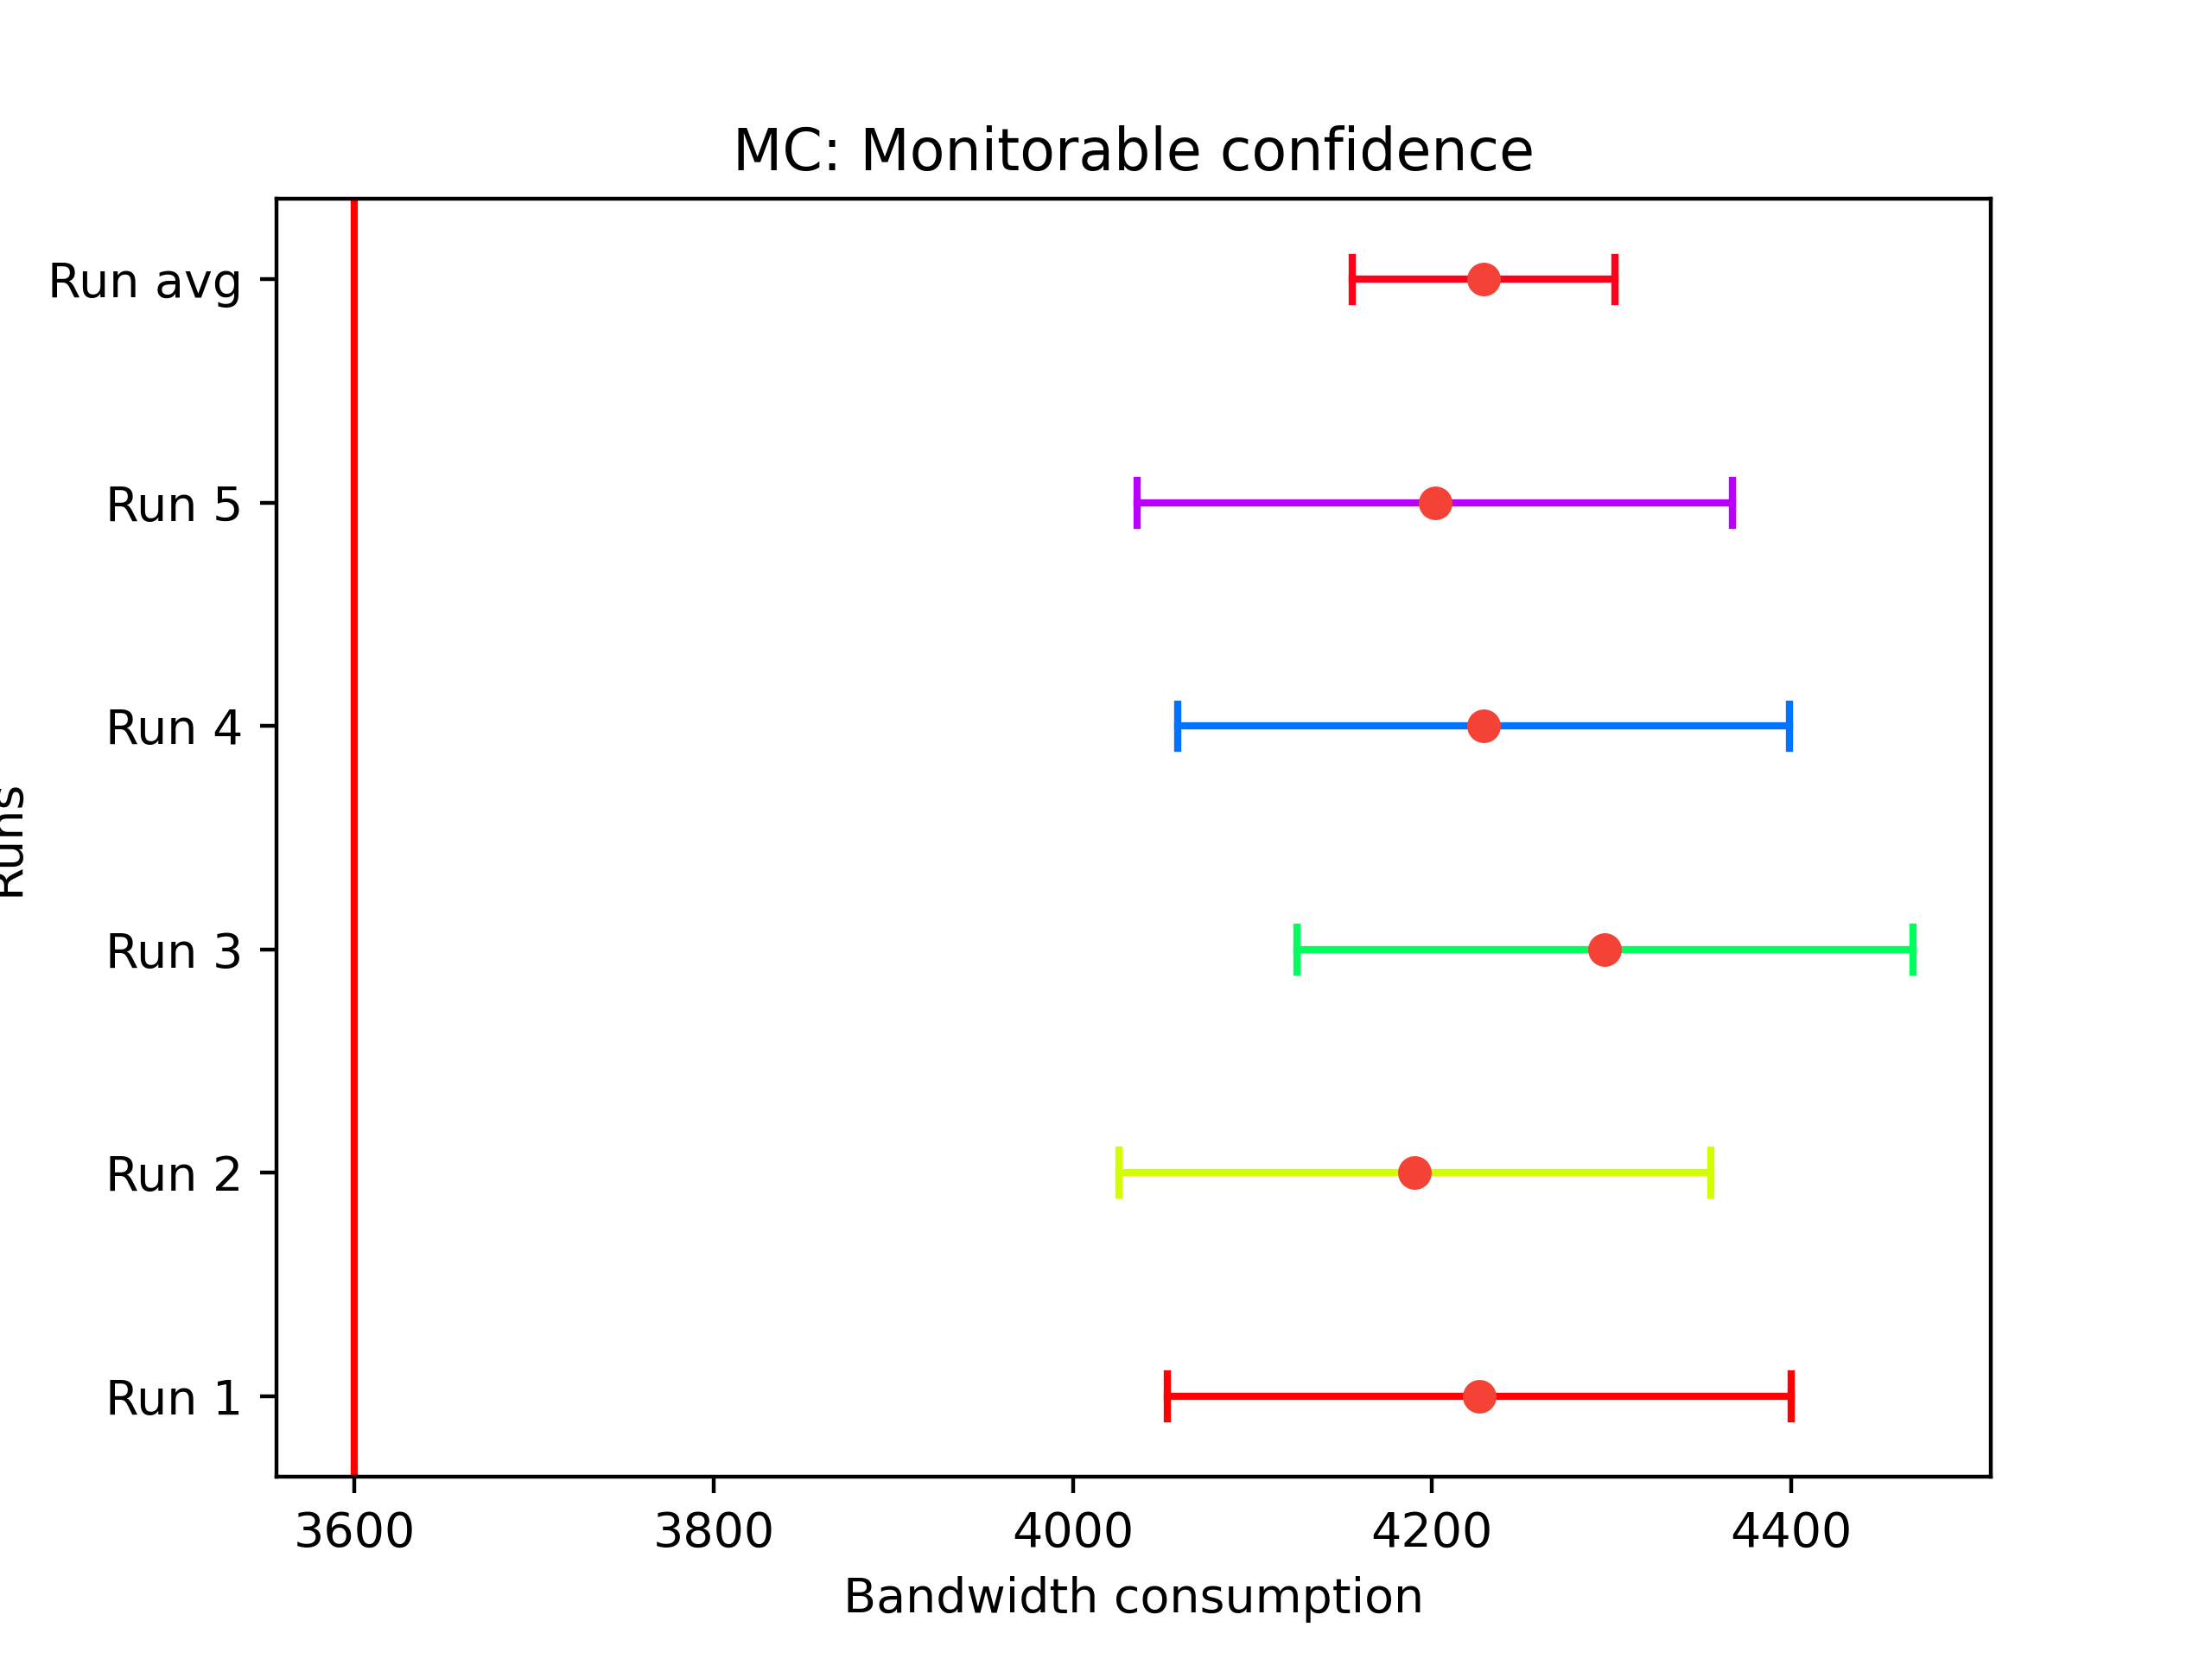 MC: Monitorable confidence
Run avg
Run 5
Run 4
Runs
Run 3
Run 2
Run 1
3600 3800 4000 4200 4400
Bandwidth consumption